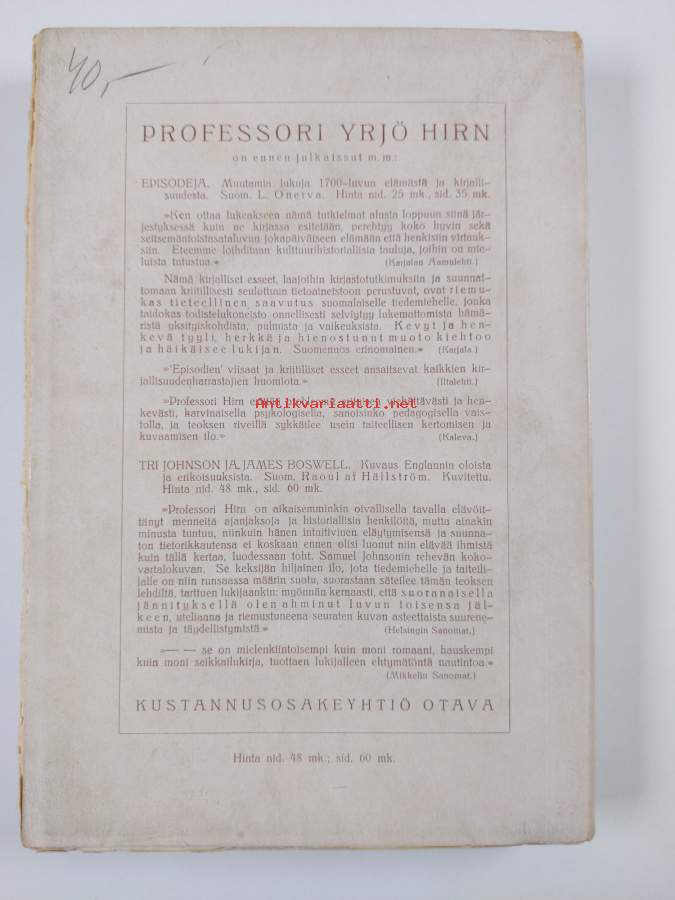 40,-
PROFESSORI YRJÖ HIRN
on ennen julkaissut m.m.:
EPISODEJA. Muutamia lukuja 1700-luvun elämästä ja kirjalli-
suudesta. Suom. L. Onerva. Hinta nid. 25 mk., sid. 35 mk.
»Ken ottaa lukeakseen nämä tutkielmat alusta loppuun siinä jär-
jestyksessä kuin ne kirjassa esitetään, perehtyy koko hyvin sekä
seitsemäntoistasataluvun jokapäiväiseen elämään että henkisiin virtauk-
siin. Eteemme loihditaan kulttuurihistoriallisia tauluja, joihin on mie-
luista tutustua.» (Karjalan Aamulehti.)
Nämä kirjalliset esseet, laajoihin kirjastotutkimuksiin ja suunnat-
tomaan kriitillisesti seulottuun tietoaineistoon perustuvat, ovat riemu-
kas tieteellinen saavutus suomalaiselle tiedemiehelle, jonka
taidokas todistelukoneisto onnellisesti selviytyy lukemattomista hämä-
ristä yksityiskohdista, pulmista ja vaikeuksista. Kevyt ja hen-
kevä tyyli, herkkä ja hienostunut muoto kiehtoo
ja häikäisee lukijan. Suomennos erinomainen.» (Karjala.)
»'Episodien' viisaat ja kriitilliset esseet ansaitsevat kaikkien kir-
jallisuudenharrastajien huomiota.» (Iltalehti.)
Antikvariaatti.net
»Professori Hirn viehättävästi ja hen-
kevästi, karvinaisella psykologisella, sanoisinko pedagogisella vais-
tolla, ja teoksen riveillä sykkäilee usein taiteellisen kertomisen ja
kuvaamisen ilo.» (Kaleva.)
TRI JOHNSON JA JAMES BOSWELL. Kuvaus Englannin oloista
ja erikoisuuksista. Suom. Raoul af Hällström. Kuvitettu.
Hinta nid. 48 mk., sid. 60 mk.
»Professori Hirn on aikaisemminkin oivallisella tavalla elävöit-
tänyt menneitä ajanjaksoja ja historiallisia henkilöitä, mutta ainakin
minusta tuntuu, niinkuin hänen intuitiivinen eläytymisensä ja suunna-
ton tietorikkautensa ei koskaan ennen olisi luonut niin elävää ihmistä
kuin tällä kertaa, luodessaan toht. Samuel Johnsonin rehevän koko-
vartalokuvan. Se keksijän hiljainen ilo, jota tiedemiehelle ja taiteili-
jalle on niin runsaassa määrin suotu, suorastaan säteilee tämän teoksen
lehdiltä, tarttuen lukijaankin: myönnän kernaasti, että suoranaisella
jännityksellä olen ahminut luvun toisensa jäl-
keen, uteliaana ja riemastuneena seuraten kuvan asteettaista suurene-
mista ja täydellistymistä.» (Helsingin Sanomat.)
»— — se on mielenkiintoisempi kuin moni romaani, hauskempi
kuin moni seikkailukirja, tuottaen lukijalleen ehtymätöntä nautintoa.»
(Mikkelin Sanomat.)
KUSTANNUSOSAKEYHTIÖ OTAVA
Hinta nid. 48 mk.; sid. 60 mk.